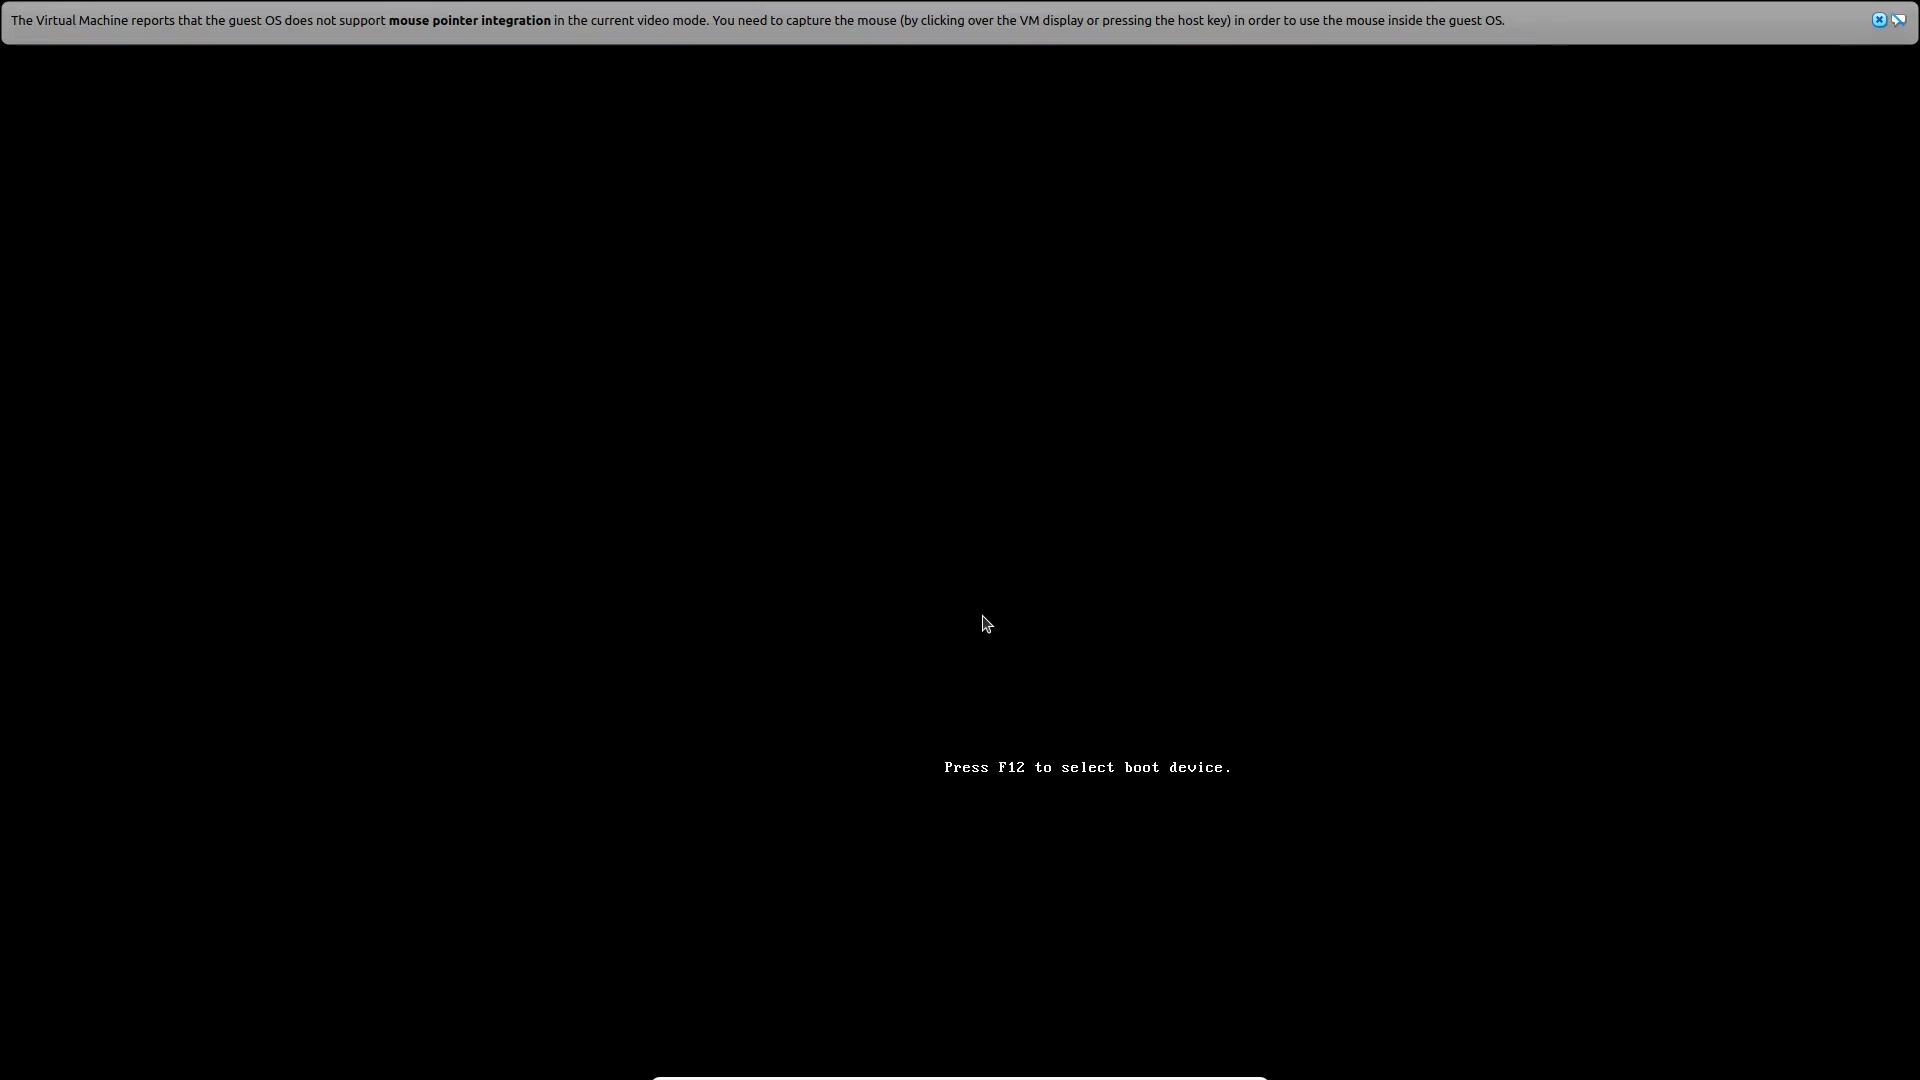 The Virtual Machine reports that the guest OS does not support mouse pointer integration in the current video mode. You need to capture the mouse (by clicking over the VM display or pressing the host key) in order to use the mouse inside the guest OS.
Press F12 to select boot device.